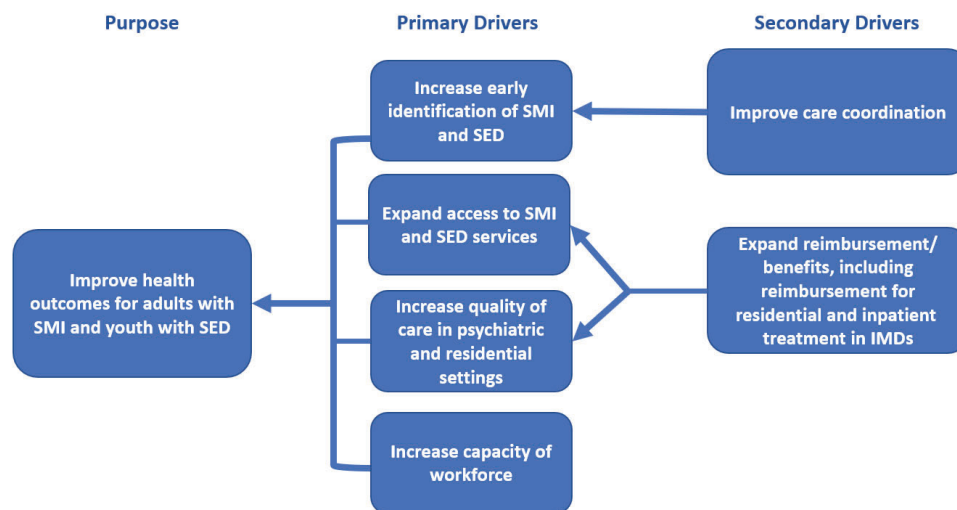 Purpose
Primary Drivers
Secondary Drivers
Increase early
identification of SMI
and SED
Improve care coordination
Expand access to SMI
and SED services
Improve health
outcomes for adults with
SMI and youth with SED
Expand reimbursement/
benefits, including
reimbursement for
residential and inpatient
treatment in IMDs
Increase quality of
care in psychiatric
and residential
settings
Increase capacity of
workforce